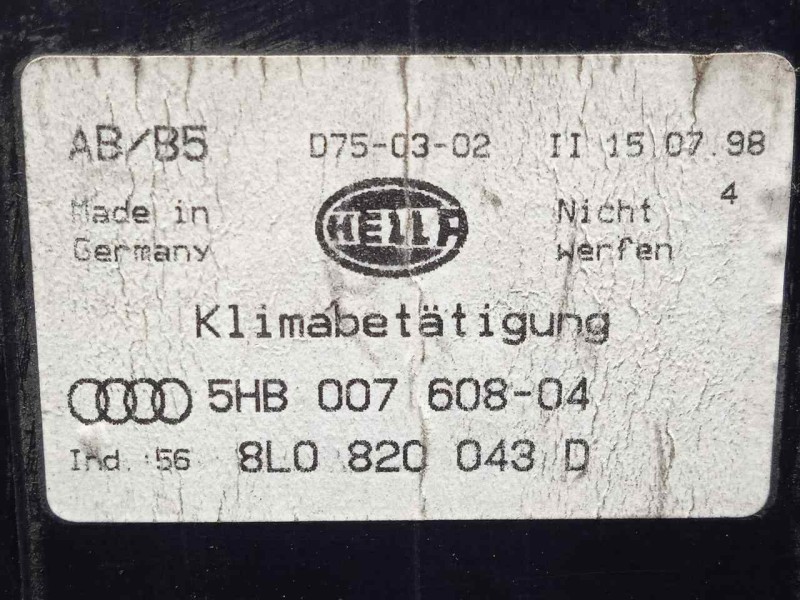 AB/B5 D75-03-02 II 15 07.98
4
Made in Germany
HELLA
Nicht werfen
Klimabetätigung
5HB 007 608-04
Ind. 56 8L0 820 043 D